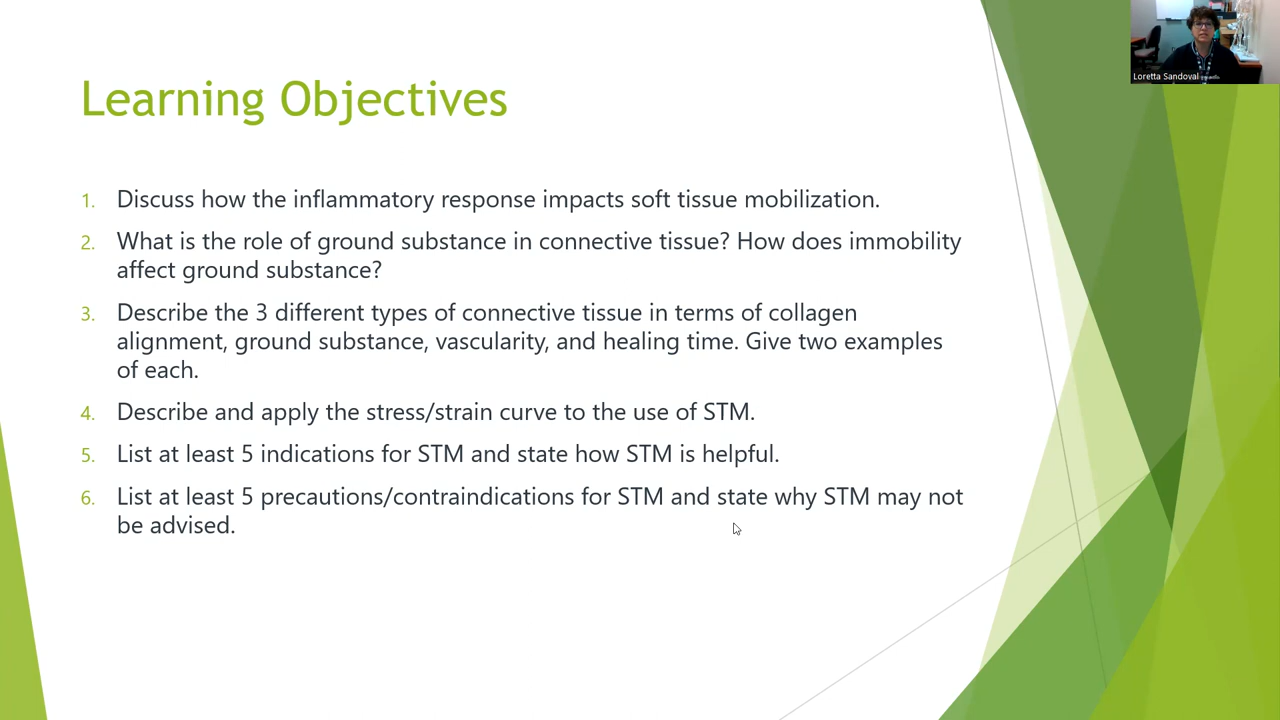 Loretta Sandoval
Learning Objectives
1. Discuss how the inflammatory response impacts soft tissue mobilization.
2. What is the role of ground substance in connective tissue? How does immobility
affect ground substance?
3. Describe the 3 different types of connective tissue in terms of collagen
alignment, ground substance, vascularity, and healing time. Give two examples
of each.
4. Describe and apply the stress/strain curve to the use of STM.
5. List at least 5 indications for STM and state how STM is helpful.
6. List at least 5 precautions/contraindications for STM and state why STM may not
be advised.